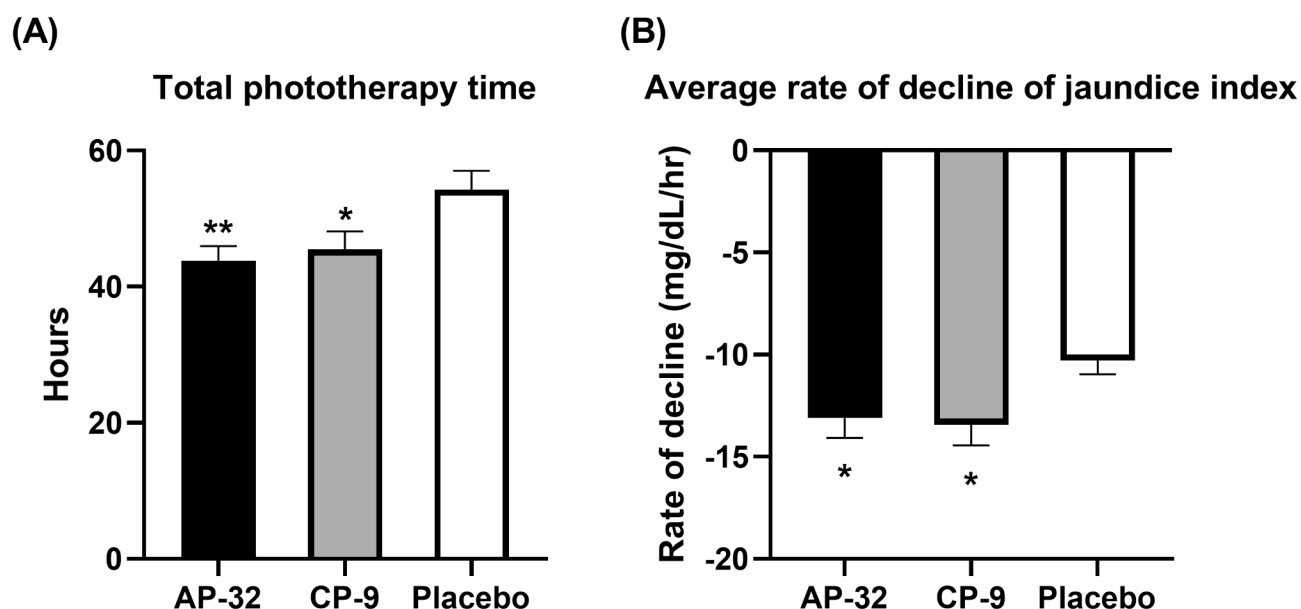 (A)
Total phototherapy time
Hours
60
40
20
0
**
*
AP-32 CP-9 Placebo
(B)
Average rate of decline of jaundice index
Rate of decline (mg/dL/hr)
0
-5
-10
-15
-20
*
*
AP-32 CP-9 Placebo